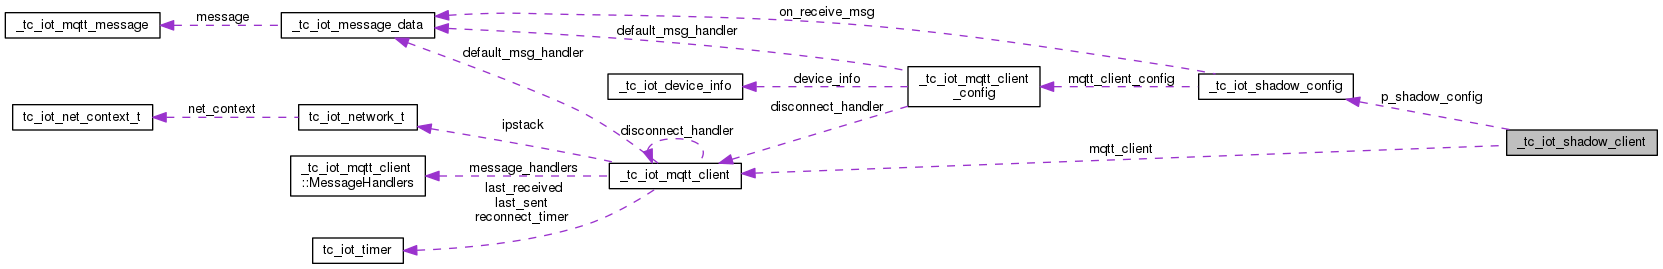 on_receive_msg
_tc_iot_mqtt_message
message
_tc_iot_message_data
default_msg_handler
default_msg_handler
_tc_iot_device_info
device_info
_tc_iot_mqtt_client
_config
mqtt_client_config
_tc_iot_shadow_config
p_shadow_config
disconnect_handler
tc_iot_net_context_t
net_context
tc_iot_network_t
ipstack
disconnect_handler
_tc_iot_shadow_client
mqtt_client
_tc_iot_mqtt_client
::MessageHandlers
message_handlers
_tc_iot_mqtt_client
last_received
last_sent
reconnect_timer
tc_iot_timer